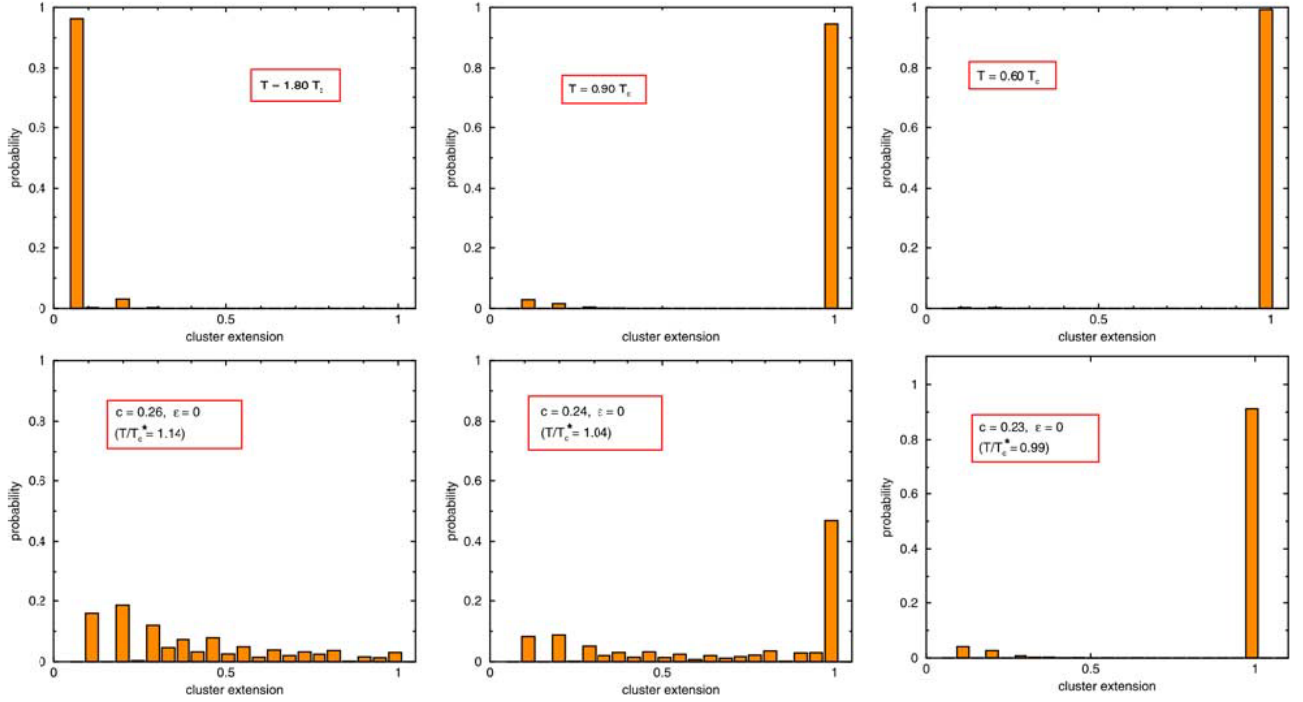 1
0.8
0.6
0.4
0.2
0
probability
T = 1.80 T_c
0 0.5 1
cluster extension
1
0.8
0.6
0.4
0.2
0
probability
T = 0.90 T_c
0 0.5 1
cluster extension
1
0.8
0.6
0.4
0.2
0
probability
T = 0.60 T_c
0 0.5 1
cluster extension
1
0.8
0.6
0.4
0.2
0
probability
c = 0.26, ε = 0
(T/T_c* = 1.14)
0 0.5 1
cluster extension
1
0.8
0.6
0.4
0.2
0
probability
c = 0.24, ε = 0
(T/T_c* = 1.04)
0 0.5 1
cluster extension
1
0.8
0.6
0.4
0.2
0
probability
c = 0.23, ε = 0
(T/T_c* = 0.99)
0 0.5 1
cluster extension